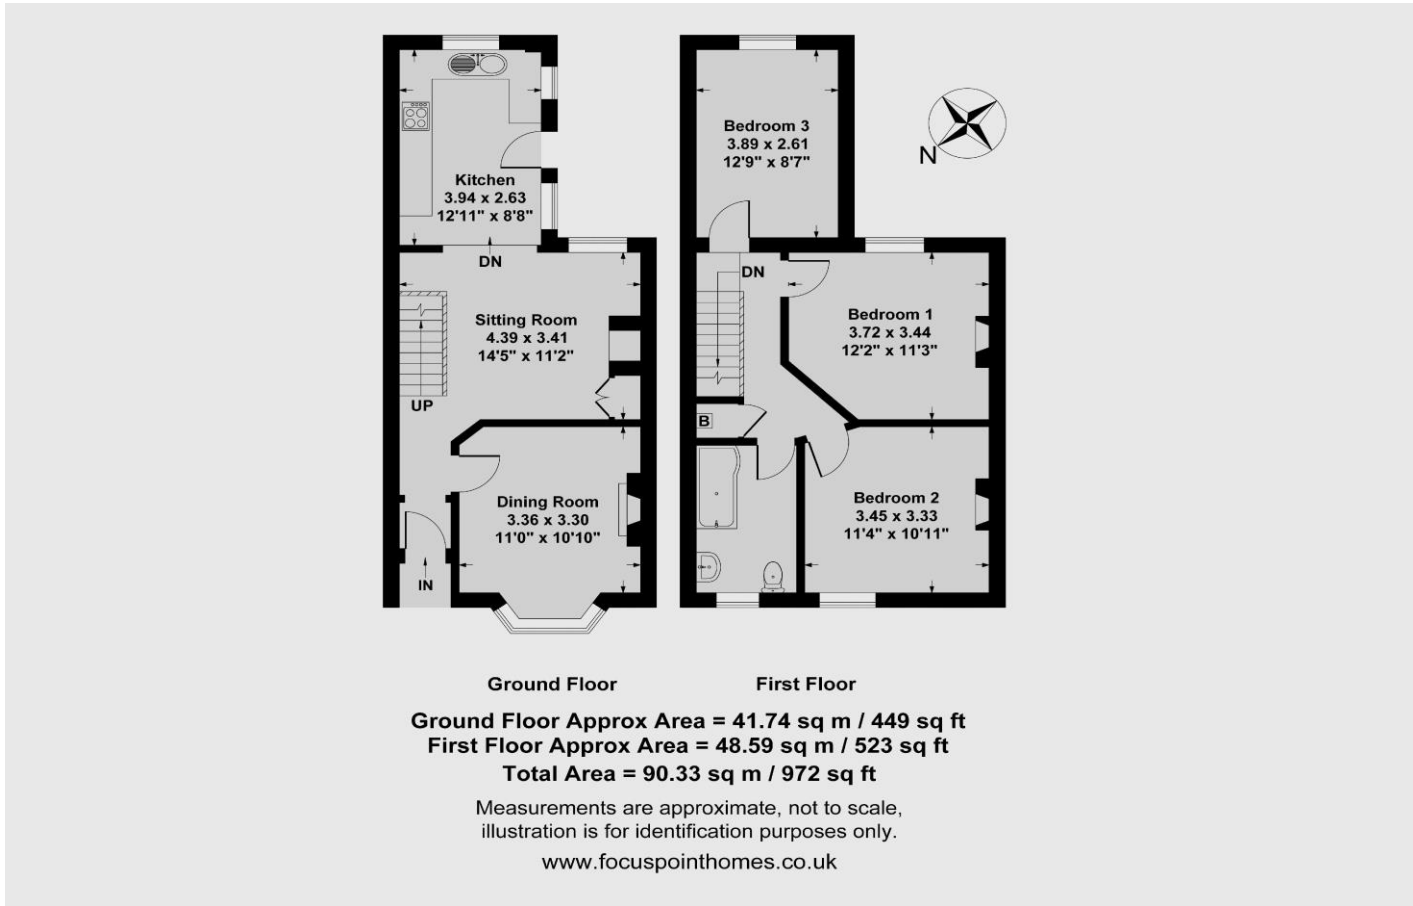 Kitchen
3.94 x 2.63
12'11" x 8'8"
DN
Sitting Room
4.39 x 3.41
14'5" x 11'2"
UP
Dining Room
3.36 x 3.30
11'0" x 10'10"
IN
Bedroom 3
3.89 x 2.61
12'9" x 8'7"
N
DN
Bedroom 1
3.72 x 3.44
12'2" x 11'3"
B
Bedroom 2
3.45 x 3.33
11'4" x 10'11"
Ground Floor
First Floor
Ground Floor Approx Area = 41.74 sq m / 449 sq ft
First Floor Approx Area = 48.59 sq m / 523 sq ft
Total Area = 90.33 sq m / 972 sq ft
Measurements are approximate, not to scale,
illustration is for identification purposes only.
www.focuspointhomes.co.uk